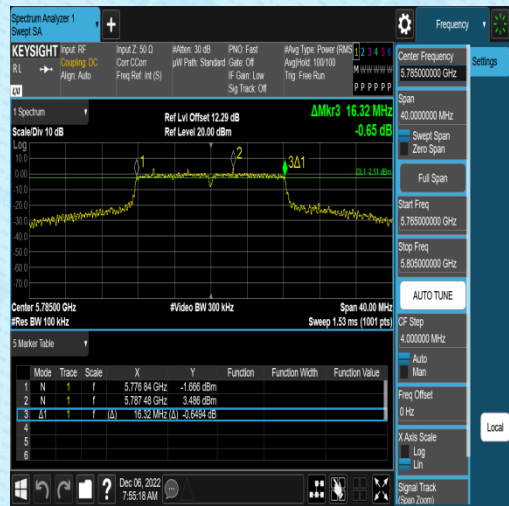 Spectrum Analyzer 1
Swept SA
+
Frequency
KEYSIGHT Input: RF Input Z: 50 Ω #Atten: 30 dB PNO: Fast #Avg Type: Power (RMS 1 2 3 4 5 6
RL Coupling: DC Corr CCorr µW Path: Standard Gate: Off Avg|Hold: 100/100 M W W W W W
Align: Auto Freq Ref: Int (S) IF Gain: Low Trig: Free Run
Sig Track: Off P P P P P P
LXI
1 Spectrum
Scale/Div 10 dB
Ref Lvl Offset 12.29 dB
Ref Level 20.00 dBm
ΔMkr3 16.32 MHz
-0.65 dB
Log
10.0
0.00
-10.0
-20.0
-30.0
-40.0
-50.0
-60.0
-70.0
1
2
3Δ1
DL1 -2.51 dBm
Center 5.78500 GHz #Video BW 300 kHz Span 40.00 MHz
#Res BW 100 kHz Sweep 1.53 ms (1001 pts)
5 Marker Table
Mode Trace Scale X Y Function Function Width Function Value
1 N 1 f 5.776 84 GHz -1.666 dBm
2 N 1 f 5.787 48 GHz 3.486 dBm
3 Δ1 1 f (Δ) 16.32 MHz (Δ) -0.6494 dB
4
5
6
Dec 06, 2022
7:55:18 AM
Center Frequency
5.785000000 GHz
Span
40.0000000 MHz
Swept Span
Zero Span
Full Span
Start Freq
5.765000000 GHz
Stop Freq
5.805000000 GHz
AUTO TUNE
CF Step
4.000000 MHz
Auto
Man
Freq Offset
0 Hz
X Axis Scale
Log
Lin
Signal Track
(Span Zoom)
Settings
Local